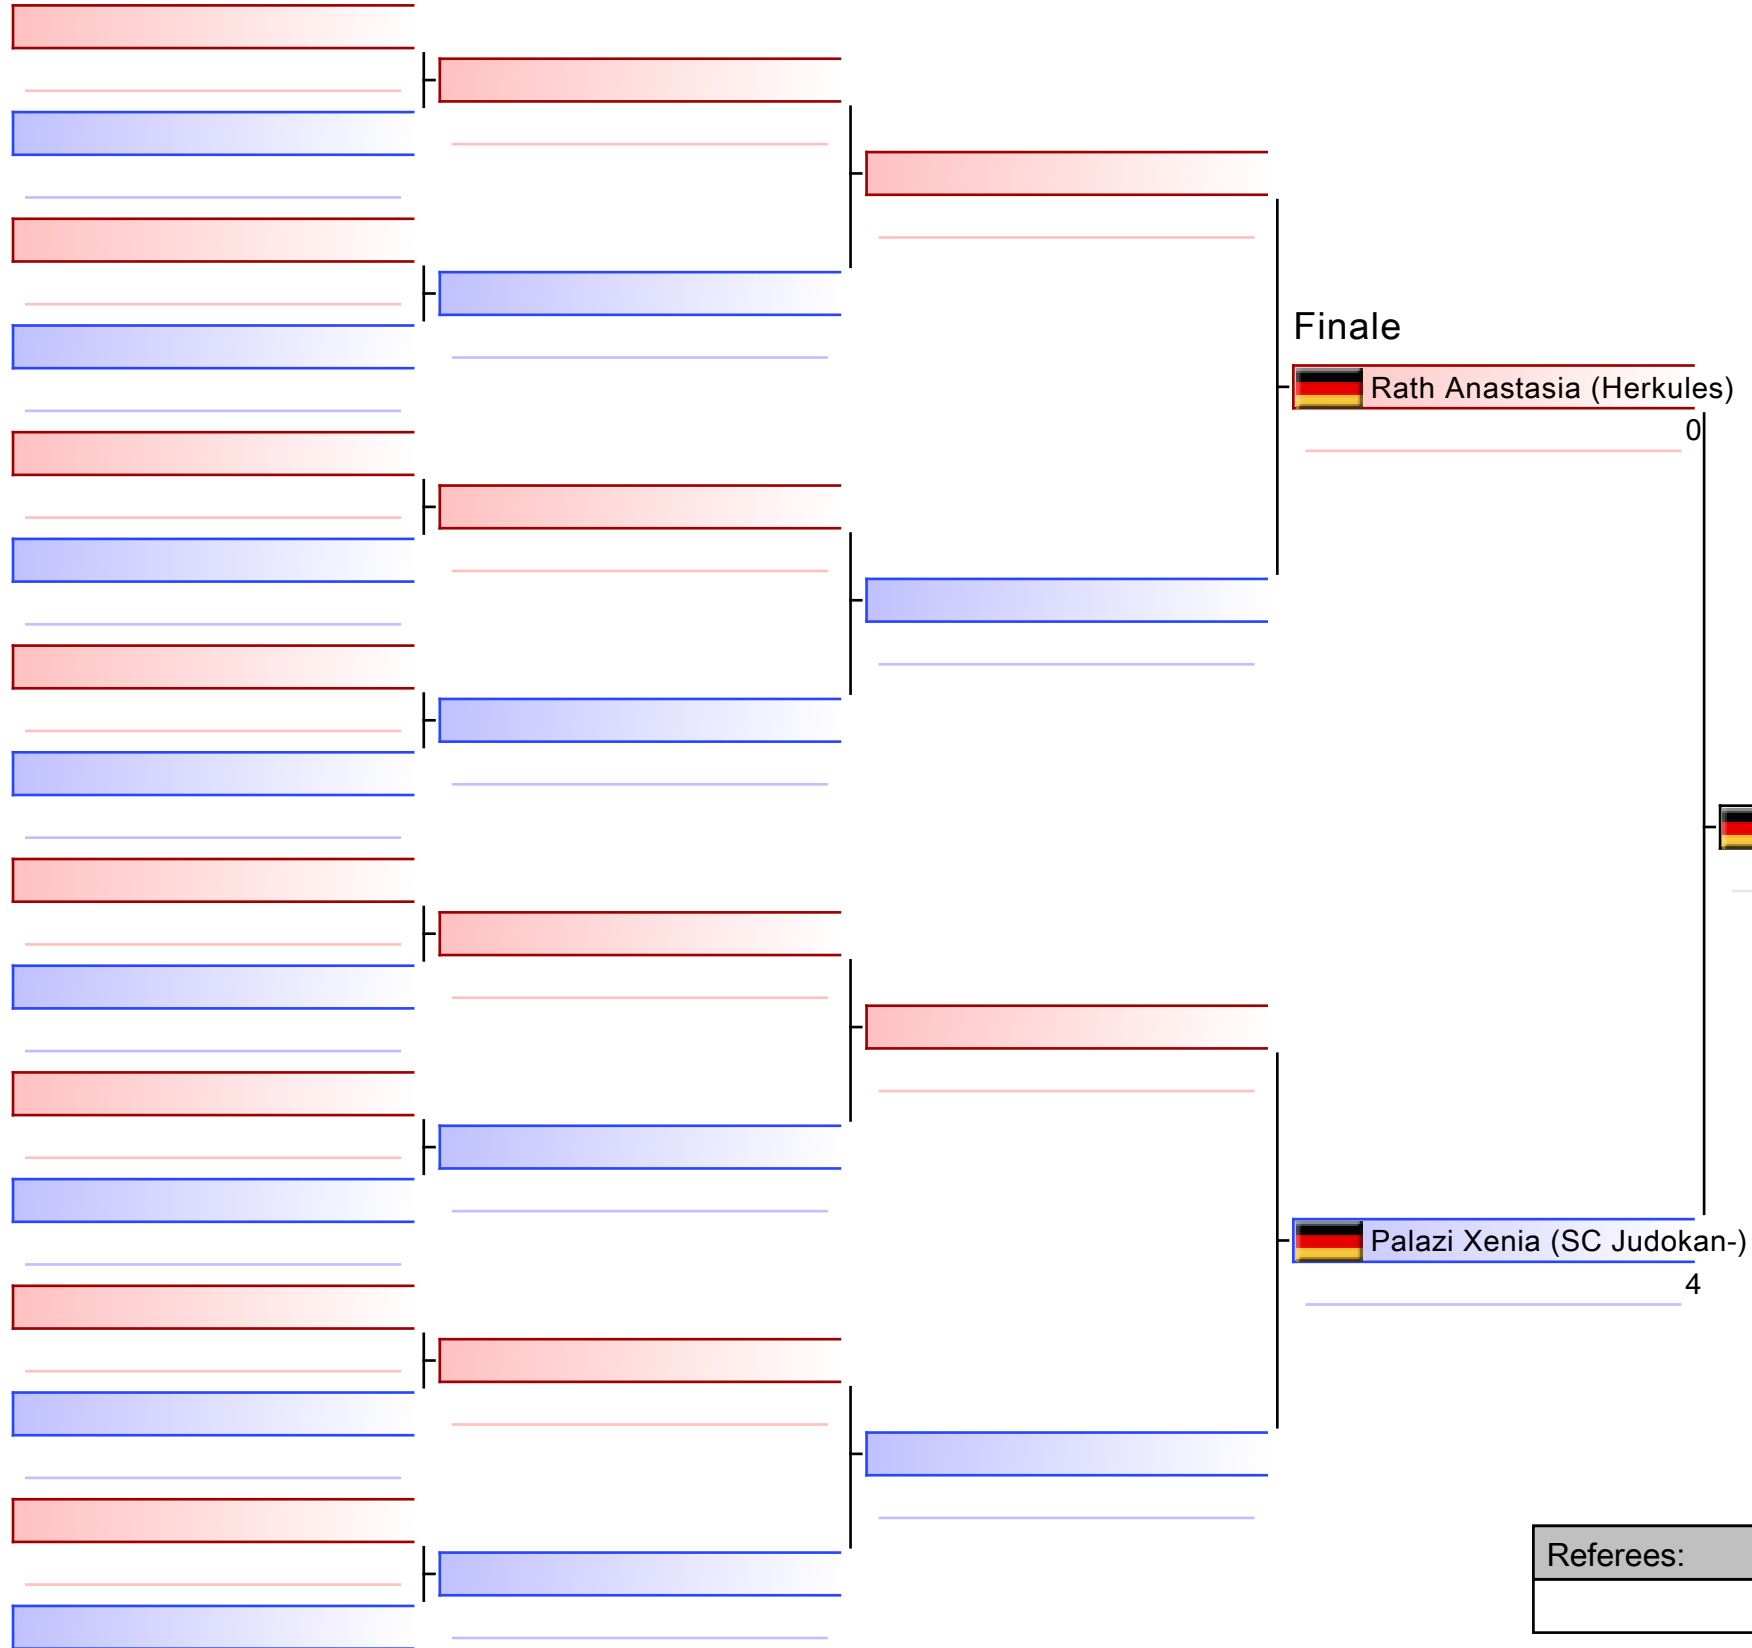 Finale
Rath Anastasia (Herkules)
0
Palazi Xenia (SC Judokan-)
4
Referees: